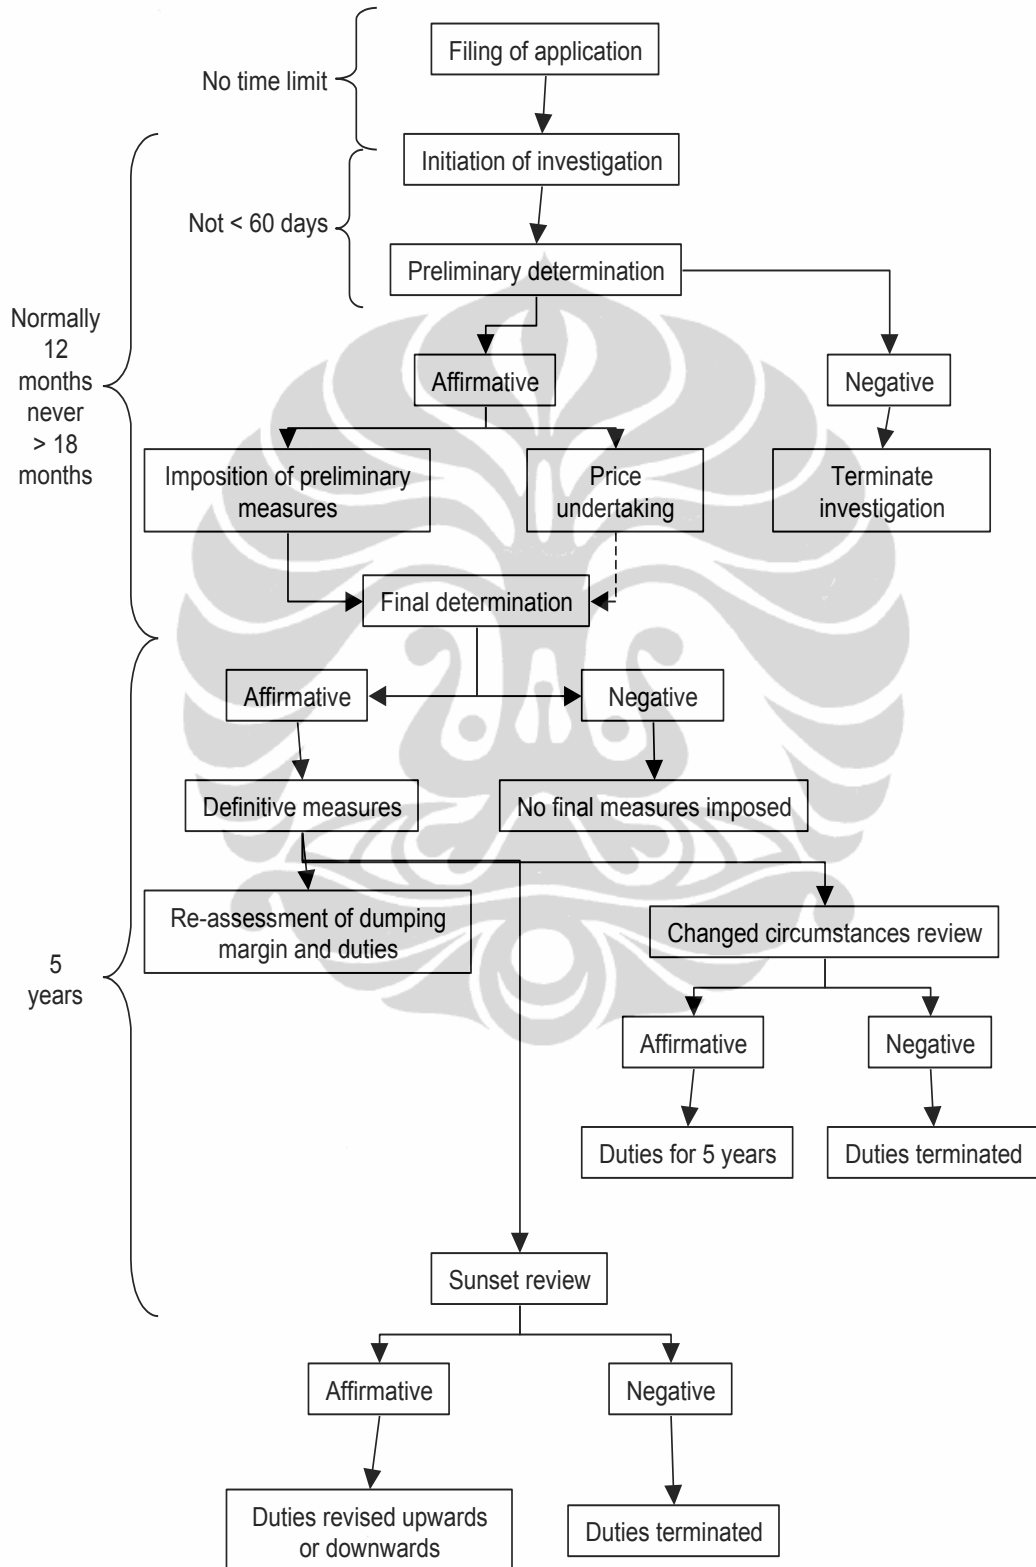 Filing of application
No time limit
Initiation of investigation
Not < 60 days
Preliminary determination
Normally
12
months
never
> 18
months
Affirmative
Negative
Imposition of preliminary
measures
Price
undertaking
Terminate
investigation
Final determination
Affirmative
Negative
Definitive measures
No final measures imposed
Re-assessment of dumping
margin and duties
Changed circumstances review
5
years
Affirmative
Negative
Duties for 5 years
Duties terminated
Sunset review
Affirmative
Negative
Duties revised upwards
or downwards
Duties terminated